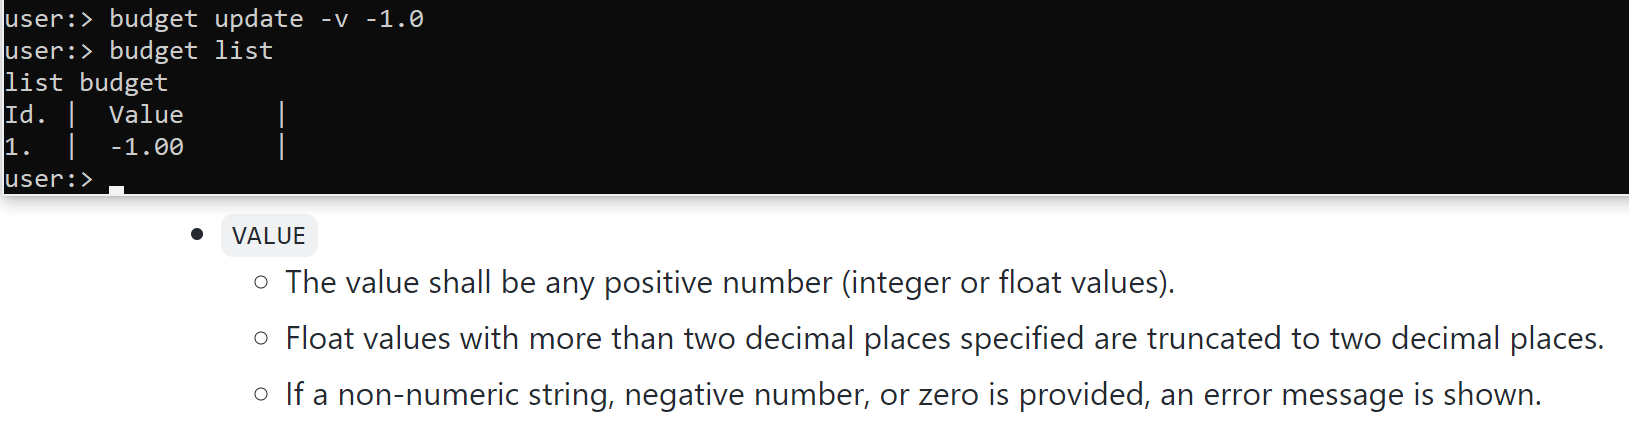 user:> budget update -v -1.0
user:> budget list
list budget
Id. |  Value      |
1.  |  -1.00      |
user:>
VALUE
The value shall be any positive number (integer or float values).
Float values with more than two decimal places specified are truncated to two decimal places.
If a non-numeric string, negative number, or zero is provided, an error message is shown.